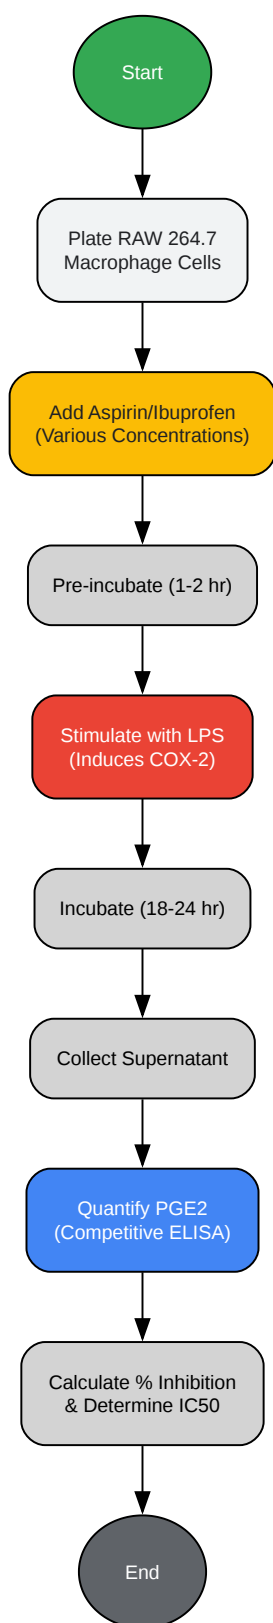 Start
Plate RAW 264.7
Macrophage Cells
Add Aspirin/Ibuprofen
(Various Concentrations)
Pre-incubate (1-2 hr)
Stimulate with LPS
(Induces COX-2)
Incubate (18-24 hr)
Collect Supernatant
Quantify PGE2
(Competitive ELISA)
Calculate % Inhibition
& Determine IC50
End